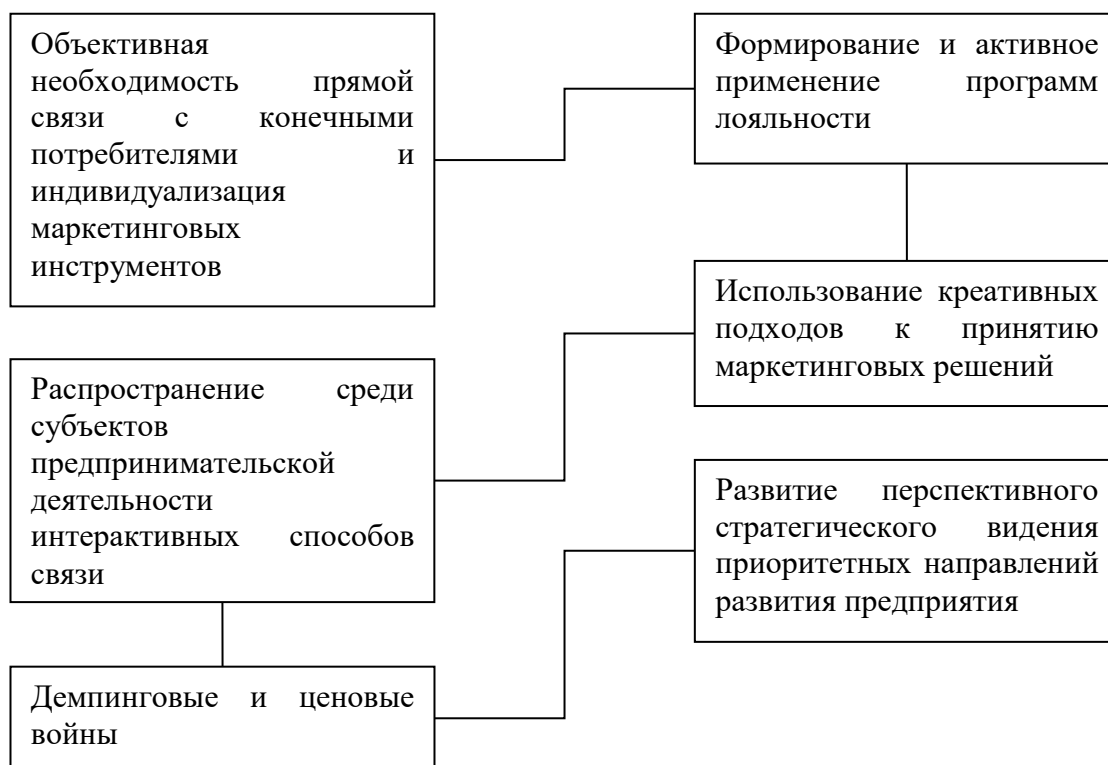 Объективная
необходимость прямой
связи с конечными
потребителями и
индивидуализация
маркетинговых
инструментов
Формирование и активное
применение программ
лояльности
Использование креативных
подходов к принятию
маркетинговых решений
Распространение среди
субъектов
предпринимательской
деятельности
интерактивных способов
связи
Развитие перспективного
стратегического видения
приоритетных направлений
развития предприятия
Демпинговые и ценовые
войны